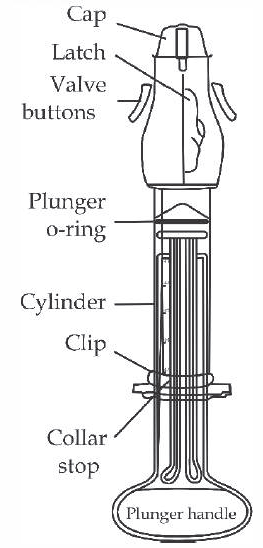 Cap
Latch
Valve
buttons
Plunger
o-ring
Cylinder
Clip
Collar
stop
Plunger handle